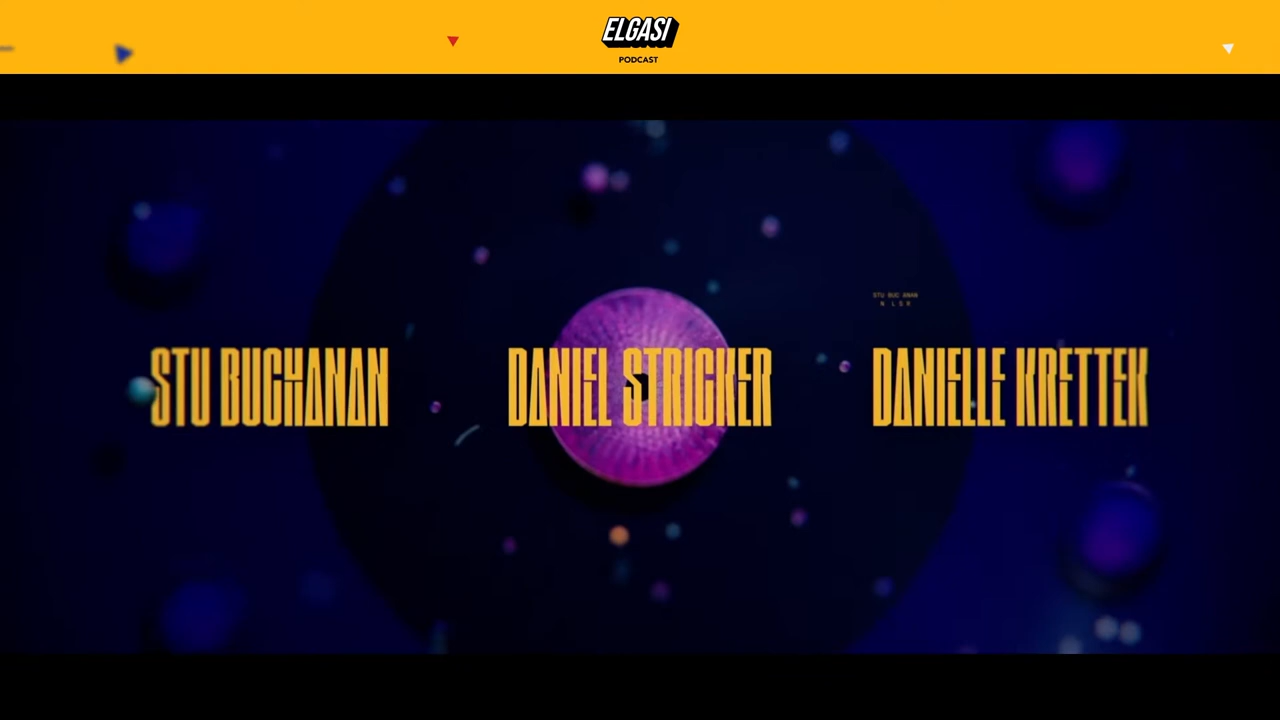 ELGASI
PODCAST
STU BUCHANAN
DANIEL STRICKER
DANIELLE KRETTEK